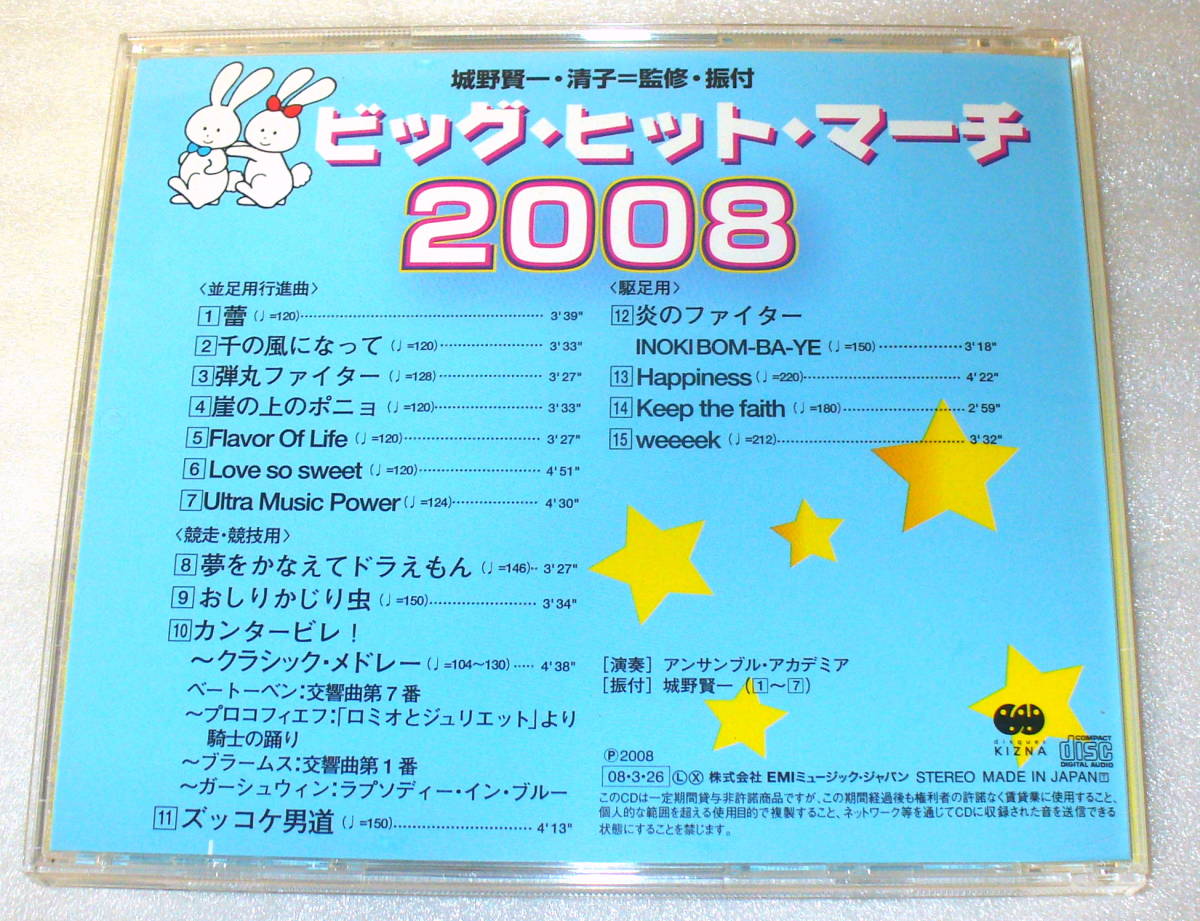 城野賢一・清子＝監修・振付
ビッグ・ヒット・マーチ
2008
〈並足用行進曲〉
1 蕾 (♩=120) 3'39"
2 千の風になって (♩=120) 3'33"
3 弾丸ファイター (♩=128) 3'27"
4 崖の上のポニョ (♩=120) 3'33"
5 Flavor Of Life (♩=120) 3'27"
6 Love so sweet (♩=120) 4'51"
7 Ultra Music Power (♩=124) 4'30"
〈競走・競技用〉
8 夢をかなえてドラえもん (♩=146) 3'27"
9 おしりかじり虫 (♩=150) 3'34"
10 カンタービレ！
～クラシック・メドレー (♩=104～130) 4'38"
ベートーベン：交響曲第7番
～プロコフィエフ：「ロミオとジュリエット」より
騎士の踊り
～ブラームス：交響曲第1番
～ガーシュウィン：ラプソディー・イン・ブルー
11 ズッコケ男道 (♩=150) 4'13"
〈駆足用〉
12 炎のファイター
INOKI BOM-BA-YE (♩=150) 3'18"
13 Happiness (♩=220) 4'22"
14 Keep the faith (♩=180) 2'59"
15 weeeek (♩=212) 3'32"
［演奏］アンサンブル・アカデミア
［振付］城野賢一（1～7）
disques
KIZNA
COMPACT
disc
DIGITAL AUDIO
Ⓟ2008
08・3・26 Ⓛ Ⓧ 株式会社 EMIミュージック・ジャパン STEREO MADE IN JAPAN T
このCDは一定期間貸与非許諾商品ですが、この期間経過後も権利者の許諾なく賃貸業に使用すること、
個人的な範囲を超える使用目的で複製すること、ネットワーク等を通じてCDに収録された音を送信できる
状態にすることを禁じます。